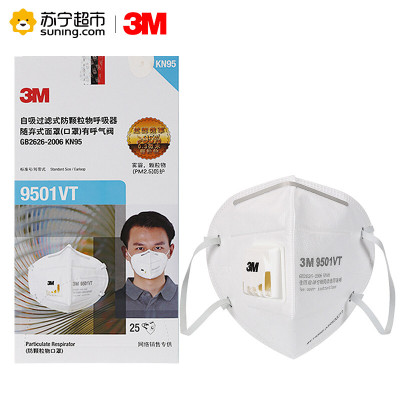 苏宁超市
suning.com
3M
KN95
3M
自吸过滤式防颗粒物呼吸器
随弃式面罩(口罩)有呼气阀
GB2626-2006 KN95
标准号/耳带式 Standard Size / Earloop
雾霾，颗粒物
(PM2.5)防护
9501VT
3M
25
Particulate Respirator
(防颗粒物口罩)
网络销售专供
3M 9501VT
3M